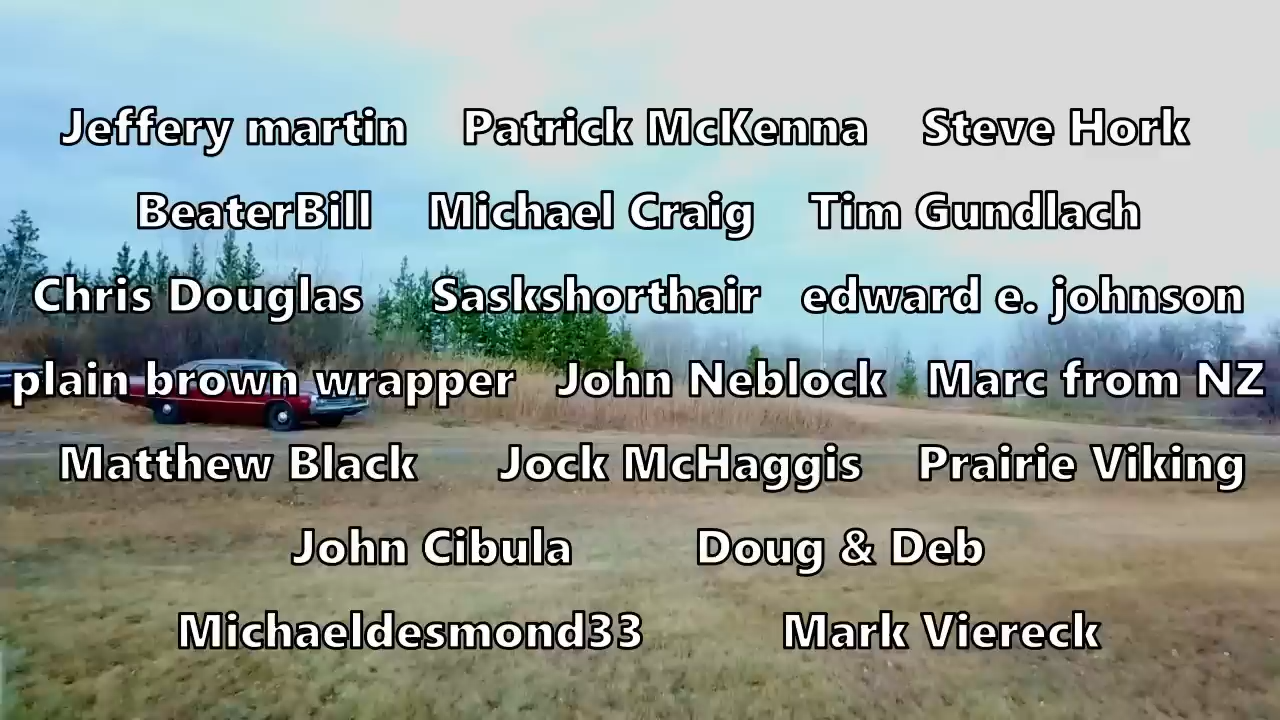 Jeffery martin Patrick McKenna Steve Hork
BeaterBill Michael Craig Tim Gundlach
Chris Douglas Saskshorthair edward e. johnson
plain brown wrapper John Neblock Marc from NZ
Matthew Black Jock McHaggis Prairie Viking
John Cibula Doug & Deb
Michaeldesmond33 Mark Viereck